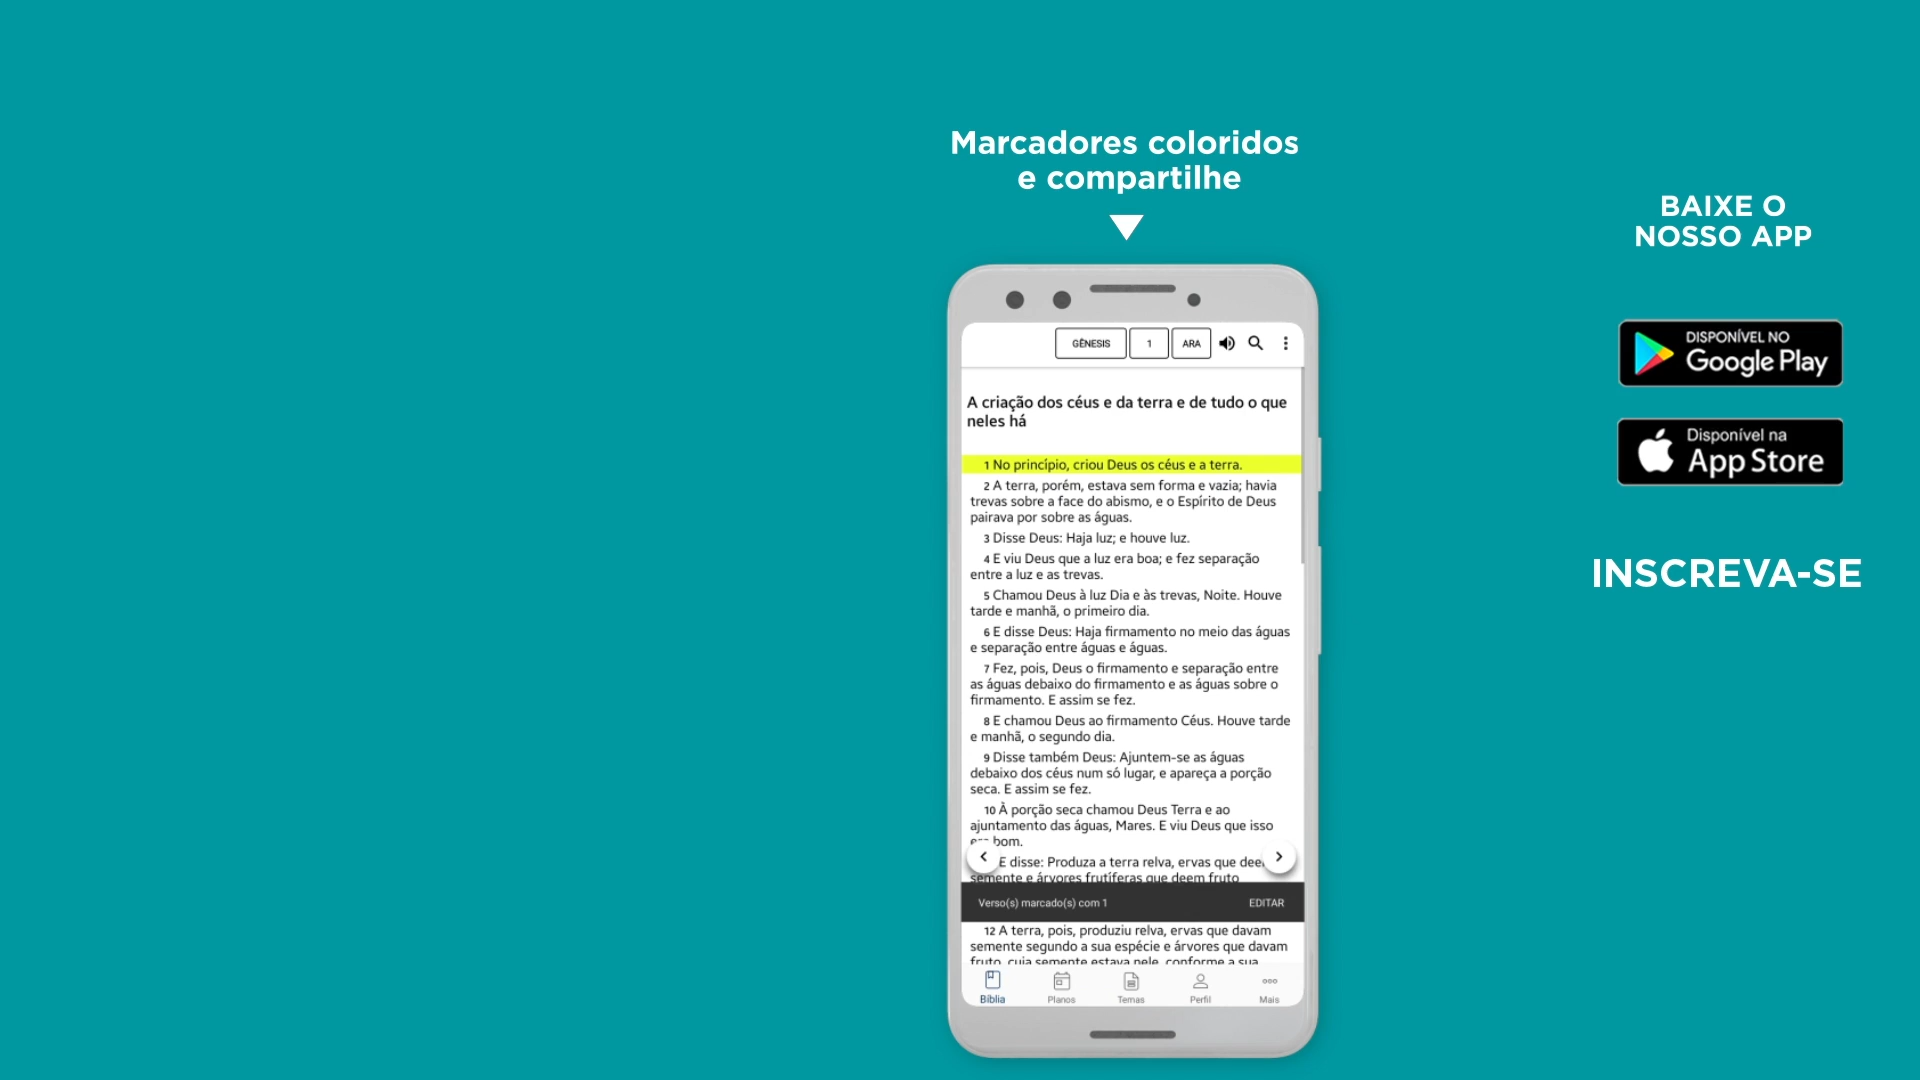 Marcadores coloridos
e compartilhe
BAIXE O
NOSSO APP
DISPONÍVEL NO
Google Play
Disponível na
App Store
INSCREVA-SE
GÊNESIS 1 ARA
A criação dos céus e da terra e de tudo o que
neles há
1 No princípio, criou Deus os céus e a terra.
2 A terra, porém, estava sem forma e vazia; havia
trevas sobre a face do abismo, e o Espírito de Deus
pairava por sobre as águas.
3 Disse Deus: Haja luz; e houve luz.
4 E viu Deus que a luz era boa; e fez separação
entre a luz e as trevas.
5 Chamou Deus à luz Dia e às trevas, Noite. Houve
tarde e manhã, o primeiro dia.
6 E disse Deus: Haja firmamento no meio das águas
e separação entre águas e águas.
7 Fez, pois, Deus o firmamento e separação entre
as águas debaixo do firmamento e as águas sobre o
firmamento. E assim se fez.
8 E chamou Deus ao firmamento Céus. Houve tarde
e manhã, o segundo dia.
9 Disse também Deus: Ajuntem-se as águas
debaixo dos céus num só lugar, e apareça a porção
seca. E assim se fez.
10 À porção seca chamou Deus Terra e ao
ajuntamento das águas, Mares. E viu Deus que isso
bom.
E disse: Produza a terra relva, ervas que
semente e árvores frutíferas que deem fruto
Verso(s) marcado(s) com 1 EDITAR
12 A terra, pois, produziu relva, ervas que davam
semente segundo a sua espécie e árvores que davam
fruto, cuja semente estava nele, conforme a sua
Bíblia Planos Temas Perfil Mais